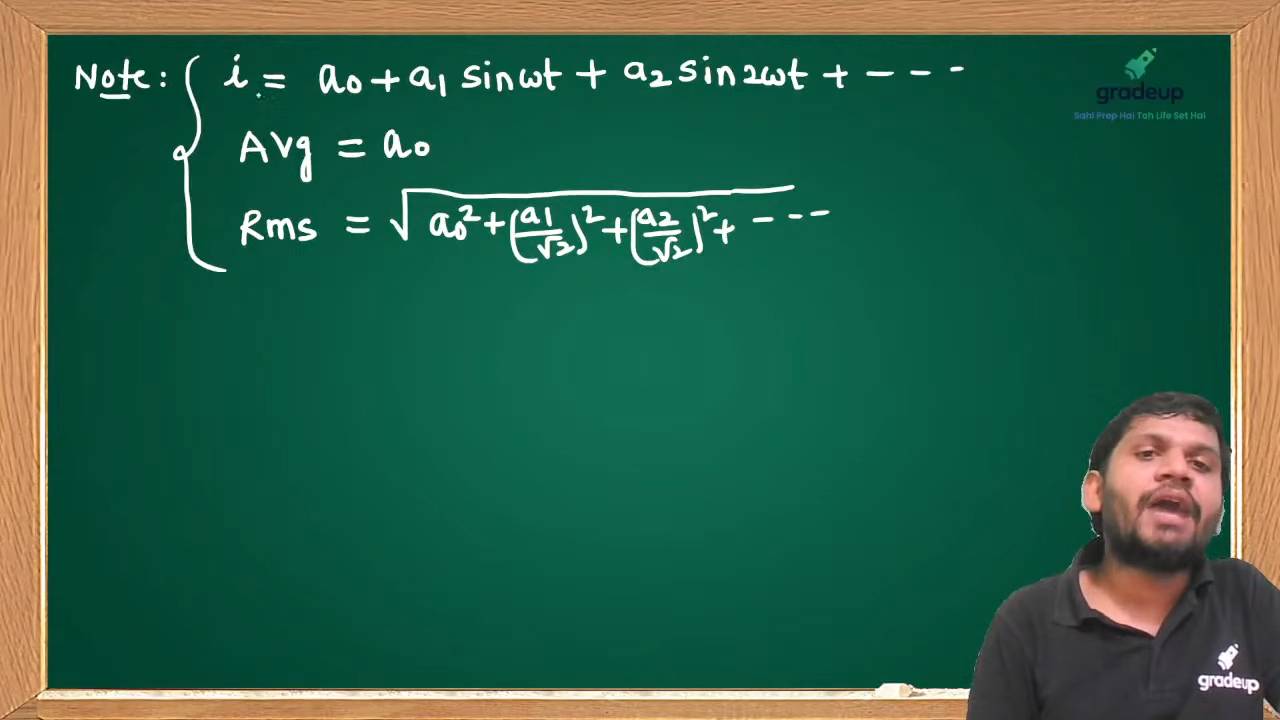 Note: i = a0 + a1 sinωt + a2 sin2ωt + - - -
Avg = a0
Rms = √(a0² + (a1/√2)² + (a2/√2)² + - - -
gradeup
Sahi Prep Hai Toh Life Set Hai
gradeup